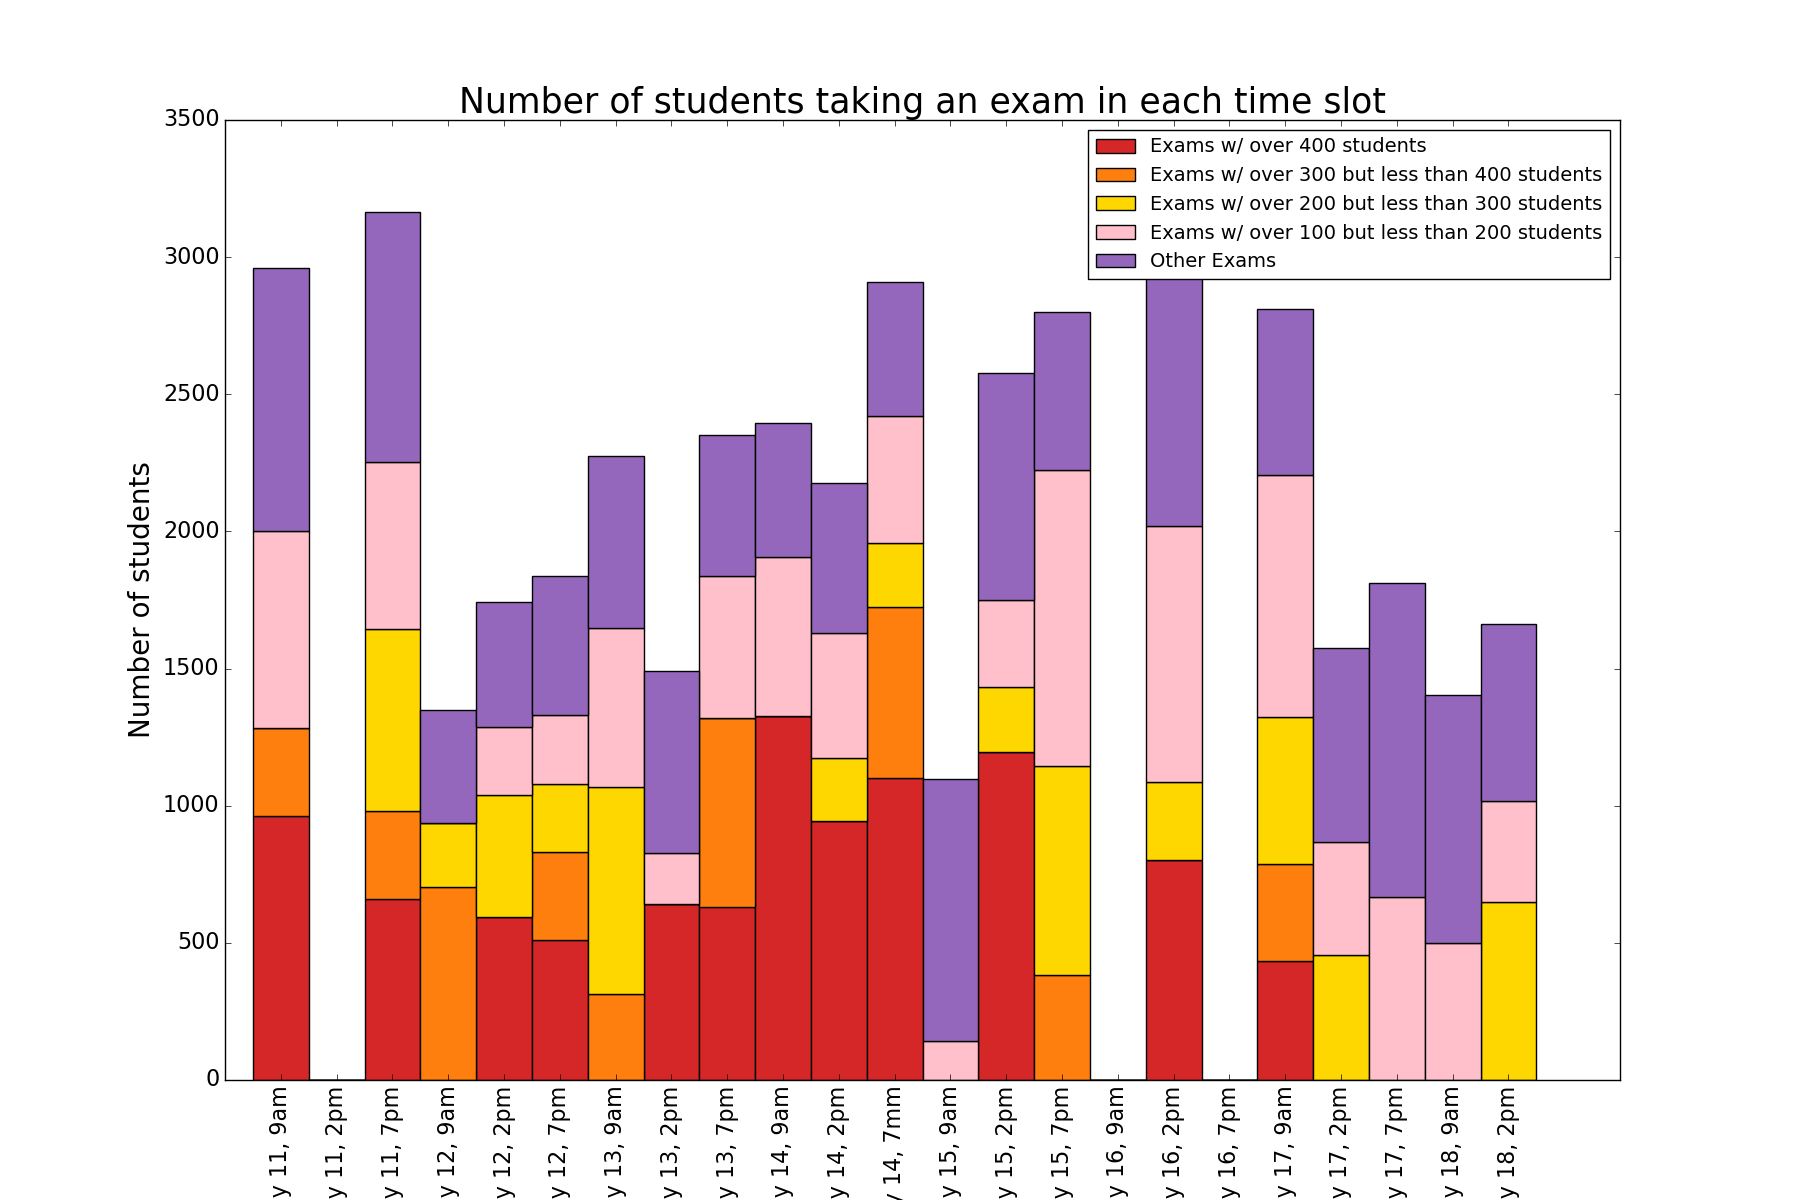 Number of students taking an exam in each time slot
Exams w/ over 400 students
Exams w/ over 300 but less than 400 students
Exams w/ over 200 but less than 300 students
Exams w/ over 100 but less than 200 students
Other Exams
Number of students
3500
3000
2500
2000
1500
1000
500
0
y 11, 9am
y 11, 2pm
y 11, 7pm
y 12, 9am
y 12, 2pm
y 12, 7pm
y 13, 9am
y 13, 2pm
y 13, 7pm
y 14, 9am
y 14, 2pm
y 14, 7mm
y 15, 9am
y 15, 2pm
y 15, 7pm
y 16, 9am
y 16, 2pm
y 16, 7pm
y 17, 9am
y 17, 2pm
y 17, 7pm
y 18, 9am
y 18, 2pm